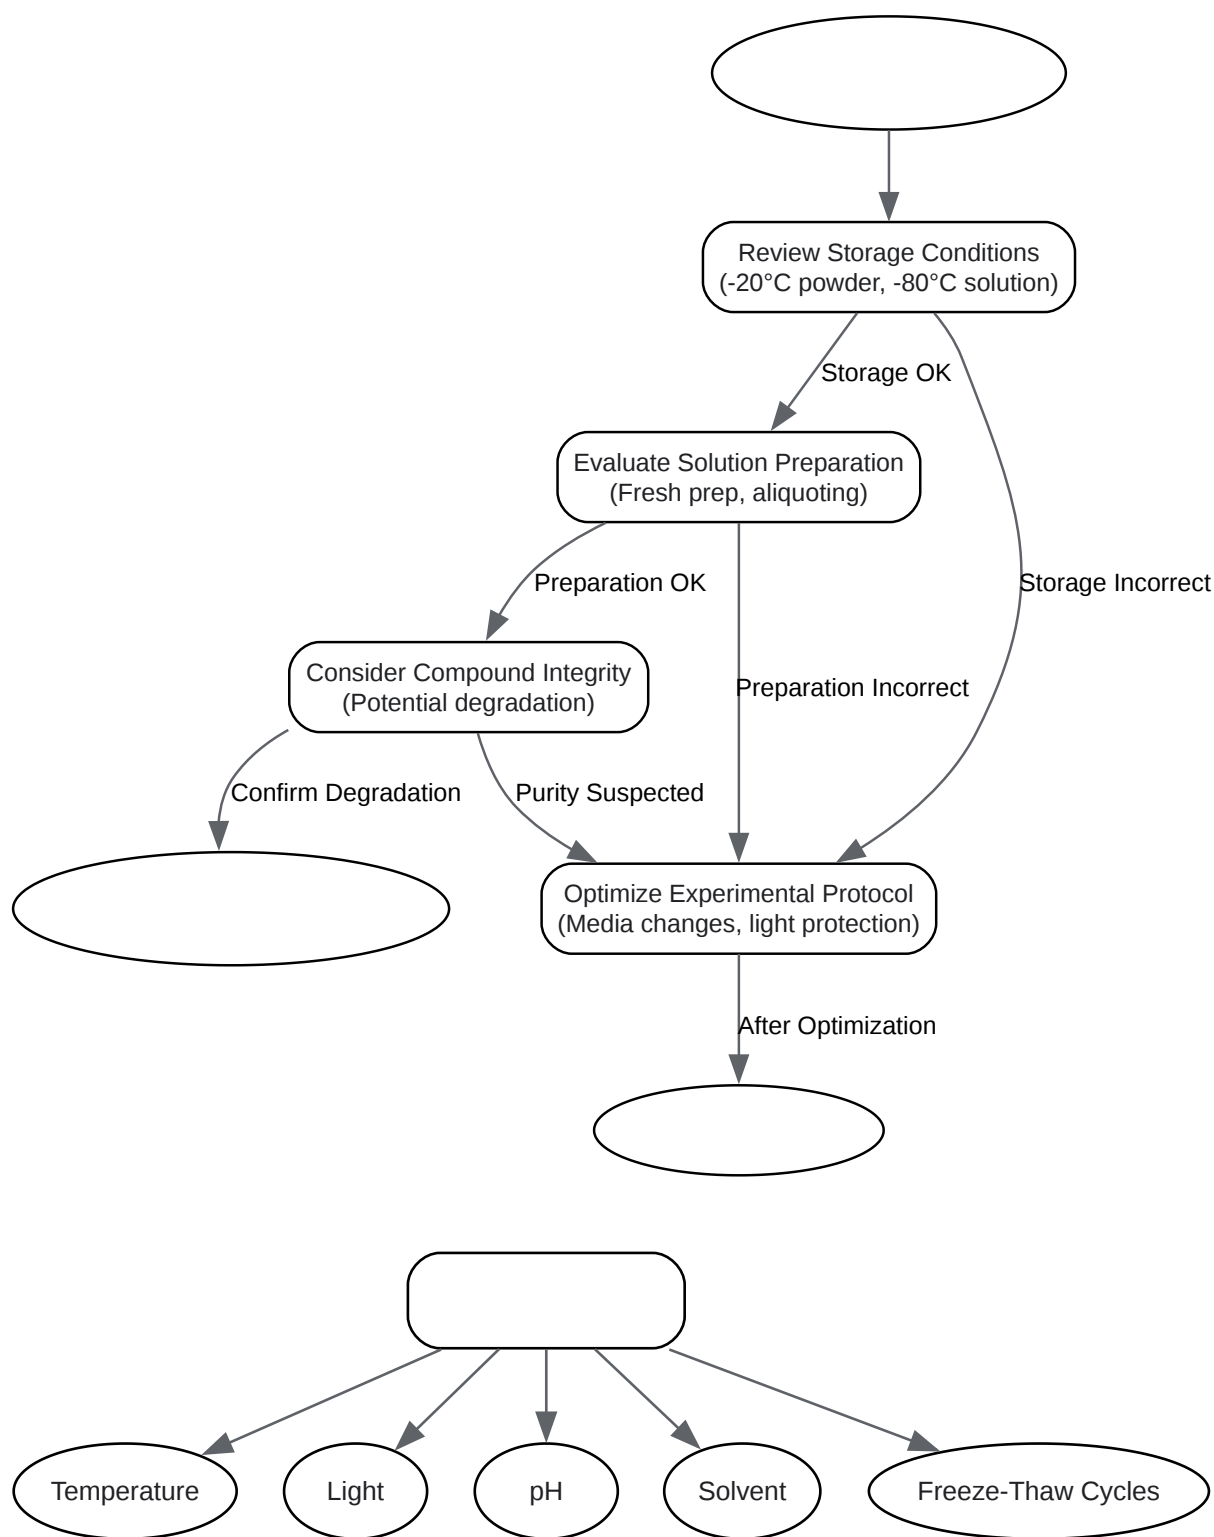 Review Storage Conditions
(-20°C powder, -80°C solution)
Storage OK
Evaluate Solution Preparation
(Fresh prep, aliquoting)
Preparation OK
Storage Incorrect
Consider Compound Integrity
(Potential degradation)
Preparation Incorrect
Confirm Degradation
Purity Suspected
Optimize Experimental Protocol
(Media changes, light protection)
After Optimization
Temperature
Light
pH
Solvent
Freeze-Thaw Cycles